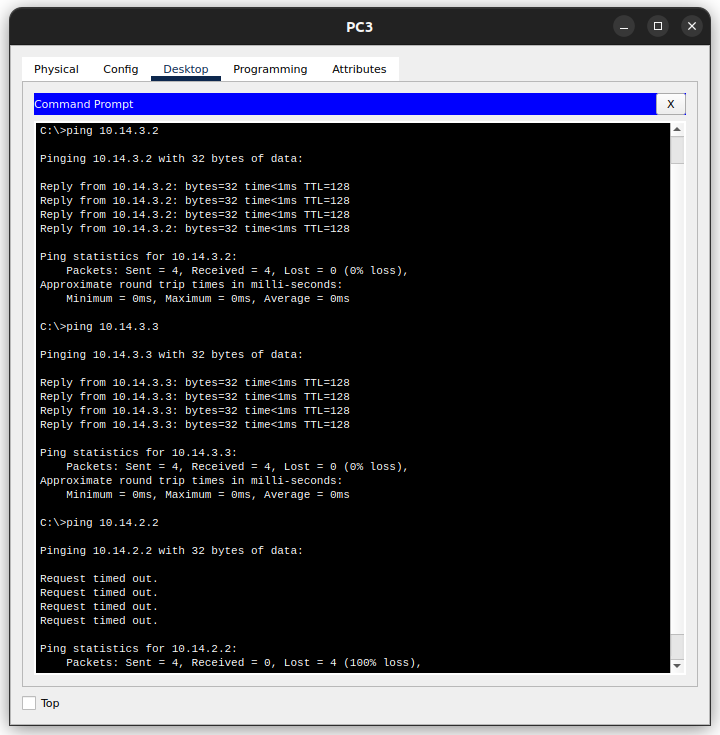 PC3
Physical Config Desktop Programming Attributes
Command Prompt
X
C:\>ping 10.14.3.2
Pinging 10.14.3.2 with 32 bytes of data:
Reply from 10.14.3.2: bytes=32 time<1ms TTL=128
Reply from 10.14.3.2: bytes=32 time<1ms TTL=128
Reply from 10.14.3.2: bytes=32 time<1ms TTL=128
Reply from 10.14.3.2: bytes=32 time<1ms TTL=128
Ping statistics for 10.14.3.2:
    Packets: Sent = 4, Received = 4, Lost = 0 (0% loss),
Approximate round trip times in milli-seconds:
    Minimum = 0ms, Maximum = 0ms, Average = 0ms
C:\>ping 10.14.3.3
Pinging 10.14.3.3 with 32 bytes of data:
Reply from 10.14.3.3: bytes=32 time<1ms TTL=128
Reply from 10.14.3.3: bytes=32 time<1ms TTL=128
Reply from 10.14.3.3: bytes=32 time<1ms TTL=128
Reply from 10.14.3.3: bytes=32 time<1ms TTL=128
Ping statistics for 10.14.3.3:
    Packets: Sent = 4, Received = 4, Lost = 0 (0% loss),
Approximate round trip times in milli-seconds:
    Minimum = 0ms, Maximum = 0ms, Average = 0ms
C:\>ping 10.14.2.2
Pinging 10.14.2.2 with 32 bytes of data:
Request timed out.
Request timed out.
Request timed out.
Request timed out.
Ping statistics for 10.14.2.2:
    Packets: Sent = 4, Received = 0, Lost = 4 (100% loss),
Top